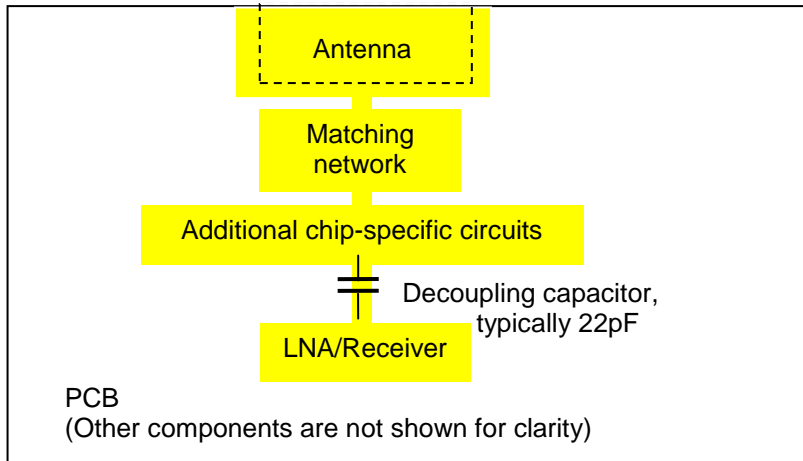 Antenna
Matching
network
Additional chip-specific circuits
Decoupling capacitor,
typically 22pF
LNA/Receiver
PCB
(Other components are not shown for clarity)